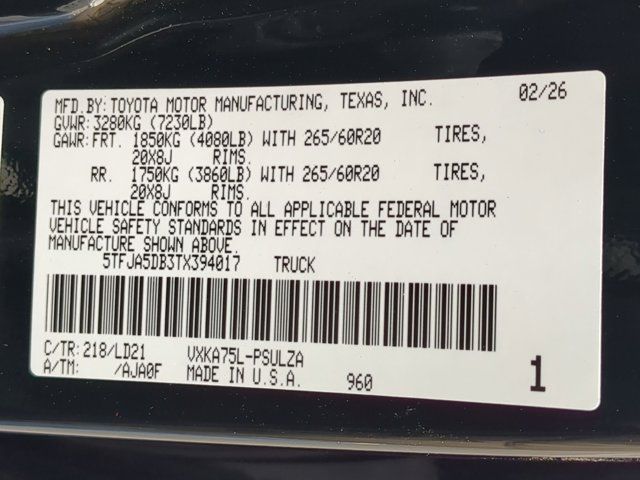 MFD.BY: TOYOTA MOTOR MANUFACTURING, TEXAS, INC. 02/26
GVWR: 3280KG (7230LB)
GAWR: FRT. 1850KG (4080LB) WITH 265/60R20 TIRES,
20X8J RIMS.
RR. 1750KG (3860LB) WITH 265/60R20 TIRES,
20X8J RIMS.
THIS VEHICLE CONFORMS TO ALL APPLICABLE FEDERAL MOTOR
VEHICLE SAFETY STANDARDS IN EFFECT ON THE DATE OF
MANUFACTURE SHOWN ABOVE.
5TFJA5DB3TX394017 TRUCK
C/TR: 218/LD21 VXKA75L-PSULZA
A/TM: /AJA0F MADE IN U.S.A. 960 1